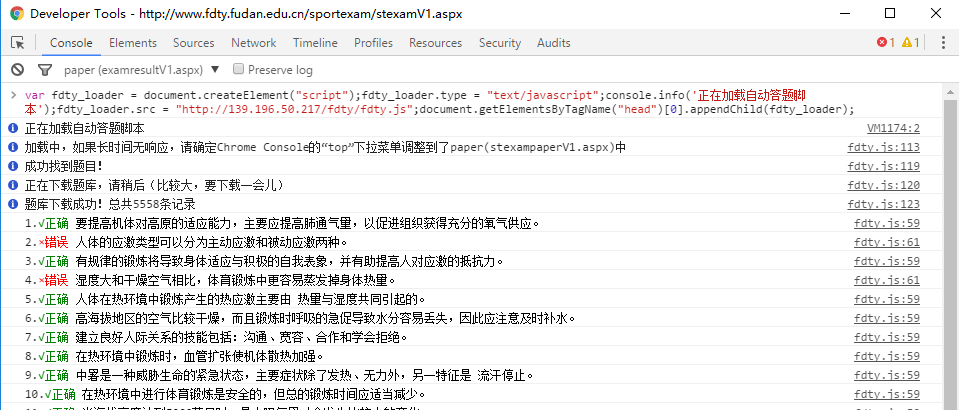 Developer Tools - http://www.fdty.fudan.edu.cn/sportexam/stexamV1.aspx
Console Elements Sources Network Timeline Profiles Resources Security Audits 1 1
paper (examresultV1.aspx) ▼ Preserve log
> var fdty_loader = document.createElement("script");fdty_loader.type = "text/javascript";console.info('正在加载自动答题脚
本');fdty_loader.src = "http://139.196.50.217/fdty/fdty.js";document.getElementsByTagName("head")[0].appendChild(fdty_loader);
正在加载自动答题脚本 VM1174:2
加载中，如果长时间无响应，请确定Chrome Console的“top”下拉菜单调整到了paper(stexampaperV1.aspx)中 fdty.js:113
成功找到题目！ fdty.js:119
正在下载题库，请稍后（比较大，要下载一会儿） fdty.js:120
题库下载成功！总共5558条记录 fdty.js:123
1.√正确 要提高机体对高原的适应能力，主要应提高肺通气量，以促进组织获得充分的氧气供应。 fdty.js:59
2.×错误 人体的应激类型可以分为主动应激和被动应激两种。 fdty.js:61
3.√正确 有规律的锻炼将导致身体适应与积极的自我表象，并有助提高人对应激的抵抗力。 fdty.js:59
4.×错误 湿度大和干燥空气相比，体育锻炼中更容易蒸发掉身体热量。 fdty.js:61
5.√正确 人体在热环境中锻炼产生的热应激主要由 热量与湿度共同引起的。 fdty.js:59
6.√正确 高海拔地区的空气比较干燥，而且锻炼时呼吸的急促导致水分容易丢失，因此应注意及时补水。 fdty.js:59
7.√正确 建立良好人际关系的技能包括：沟通、宽容、合作和学会拒绝。 fdty.js:59
8.√正确 在热环境中锻炼时，血管扩张使机体散热加强。 fdty.js:59
9.√正确 中暑是一种威胁生命的紧急状态，主要症状除了发热、无力外，另一特征是 流汗停止。 fdty.js:59
10.√正确 在热环境中进行体育锻炼是安全的，但总的锻炼时间应适当减少。 fdty.js:59